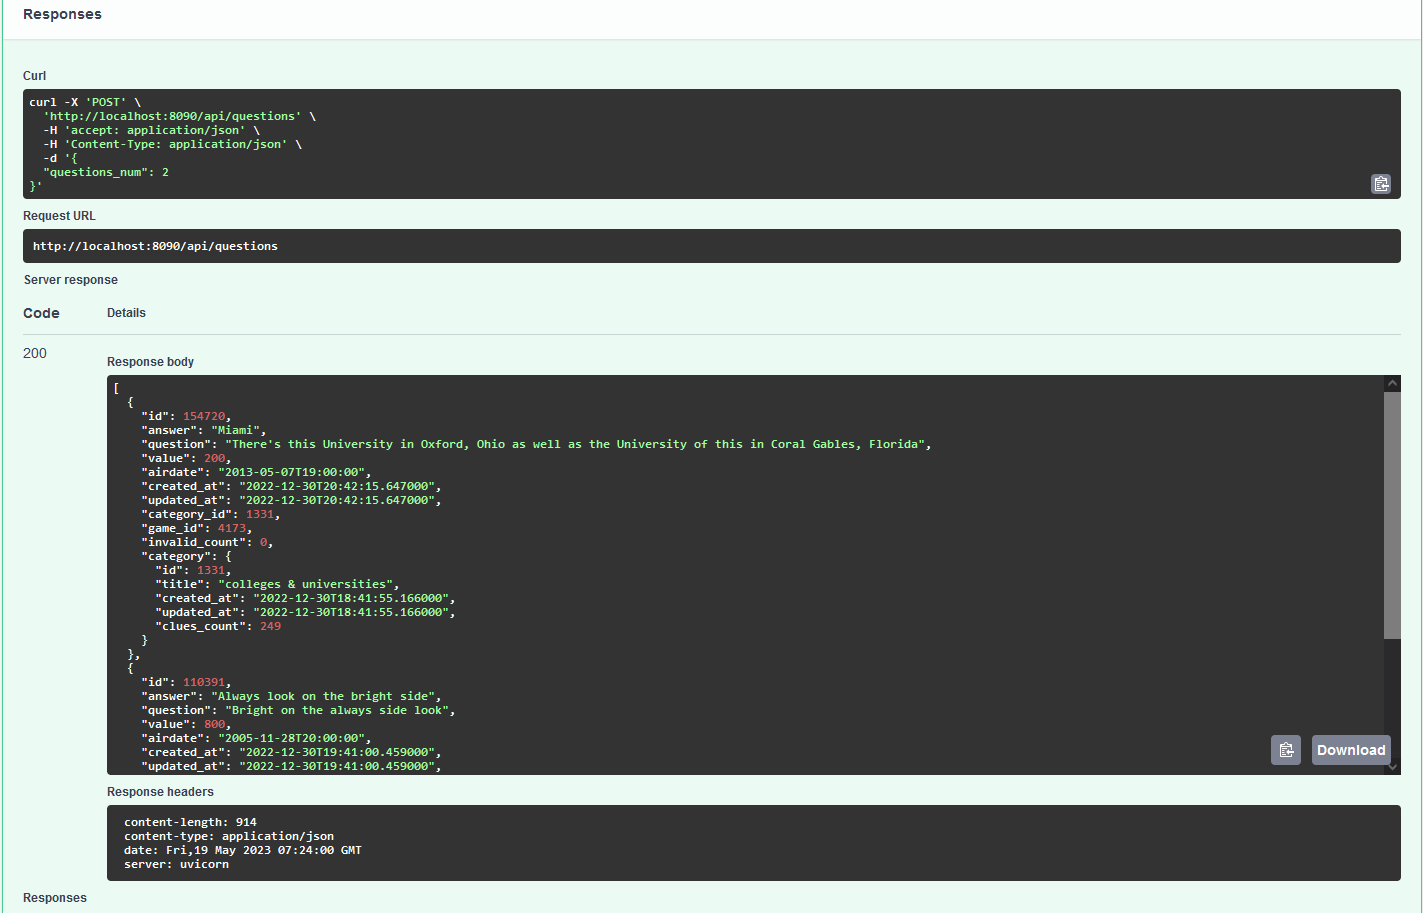 Responses
Curl
curl -X 'POST' \
  'http://localhost:8090/api/questions' \
  -H 'accept: application/json' \
  -H 'Content-Type: application/json' \
  -d '{
  "questions_num": 2
}'
Request URL
http://localhost:8090/api/questions
Server response
Code Details
200
Response body
[
  {
    "id": 154720,
    "answer": "Miami",
    "question": "There's this University in Oxford, Ohio as well as the University of this in Coral Gables, Florida",
    "value": 200,
    "airdate": "2013-05-07T19:00:00",
    "created_at": "2022-12-30T20:42:15.647000",
    "updated_at": "2022-12-30T20:42:15.647000",
    "category_id": 1331,
    "game_id": 4173,
    "invalid_count": 0,
    "category": {
      "id": 1331,
      "title": "colleges & universities",
      "created_at": "2022-12-30T18:41:55.166000",
      "updated_at": "2022-12-30T18:41:55.166000",
      "clues_count": 249
    }
  },
  {
    "id": 110391,
    "answer": "Always look on the bright side",
    "question": "Bright on the always side look",
    "value": 800,
    "airdate": "2005-11-28T20:00:00",
    "created_at": "2022-12-30T19:41:00.459000",
    "updated_at": "2022-12-30T19:41:00.459000",
Download
Response headers
content-length: 914
content-type: application/json
date: Fri,19 May 2023 07:24:00 GMT
server: uvicorn
Responses